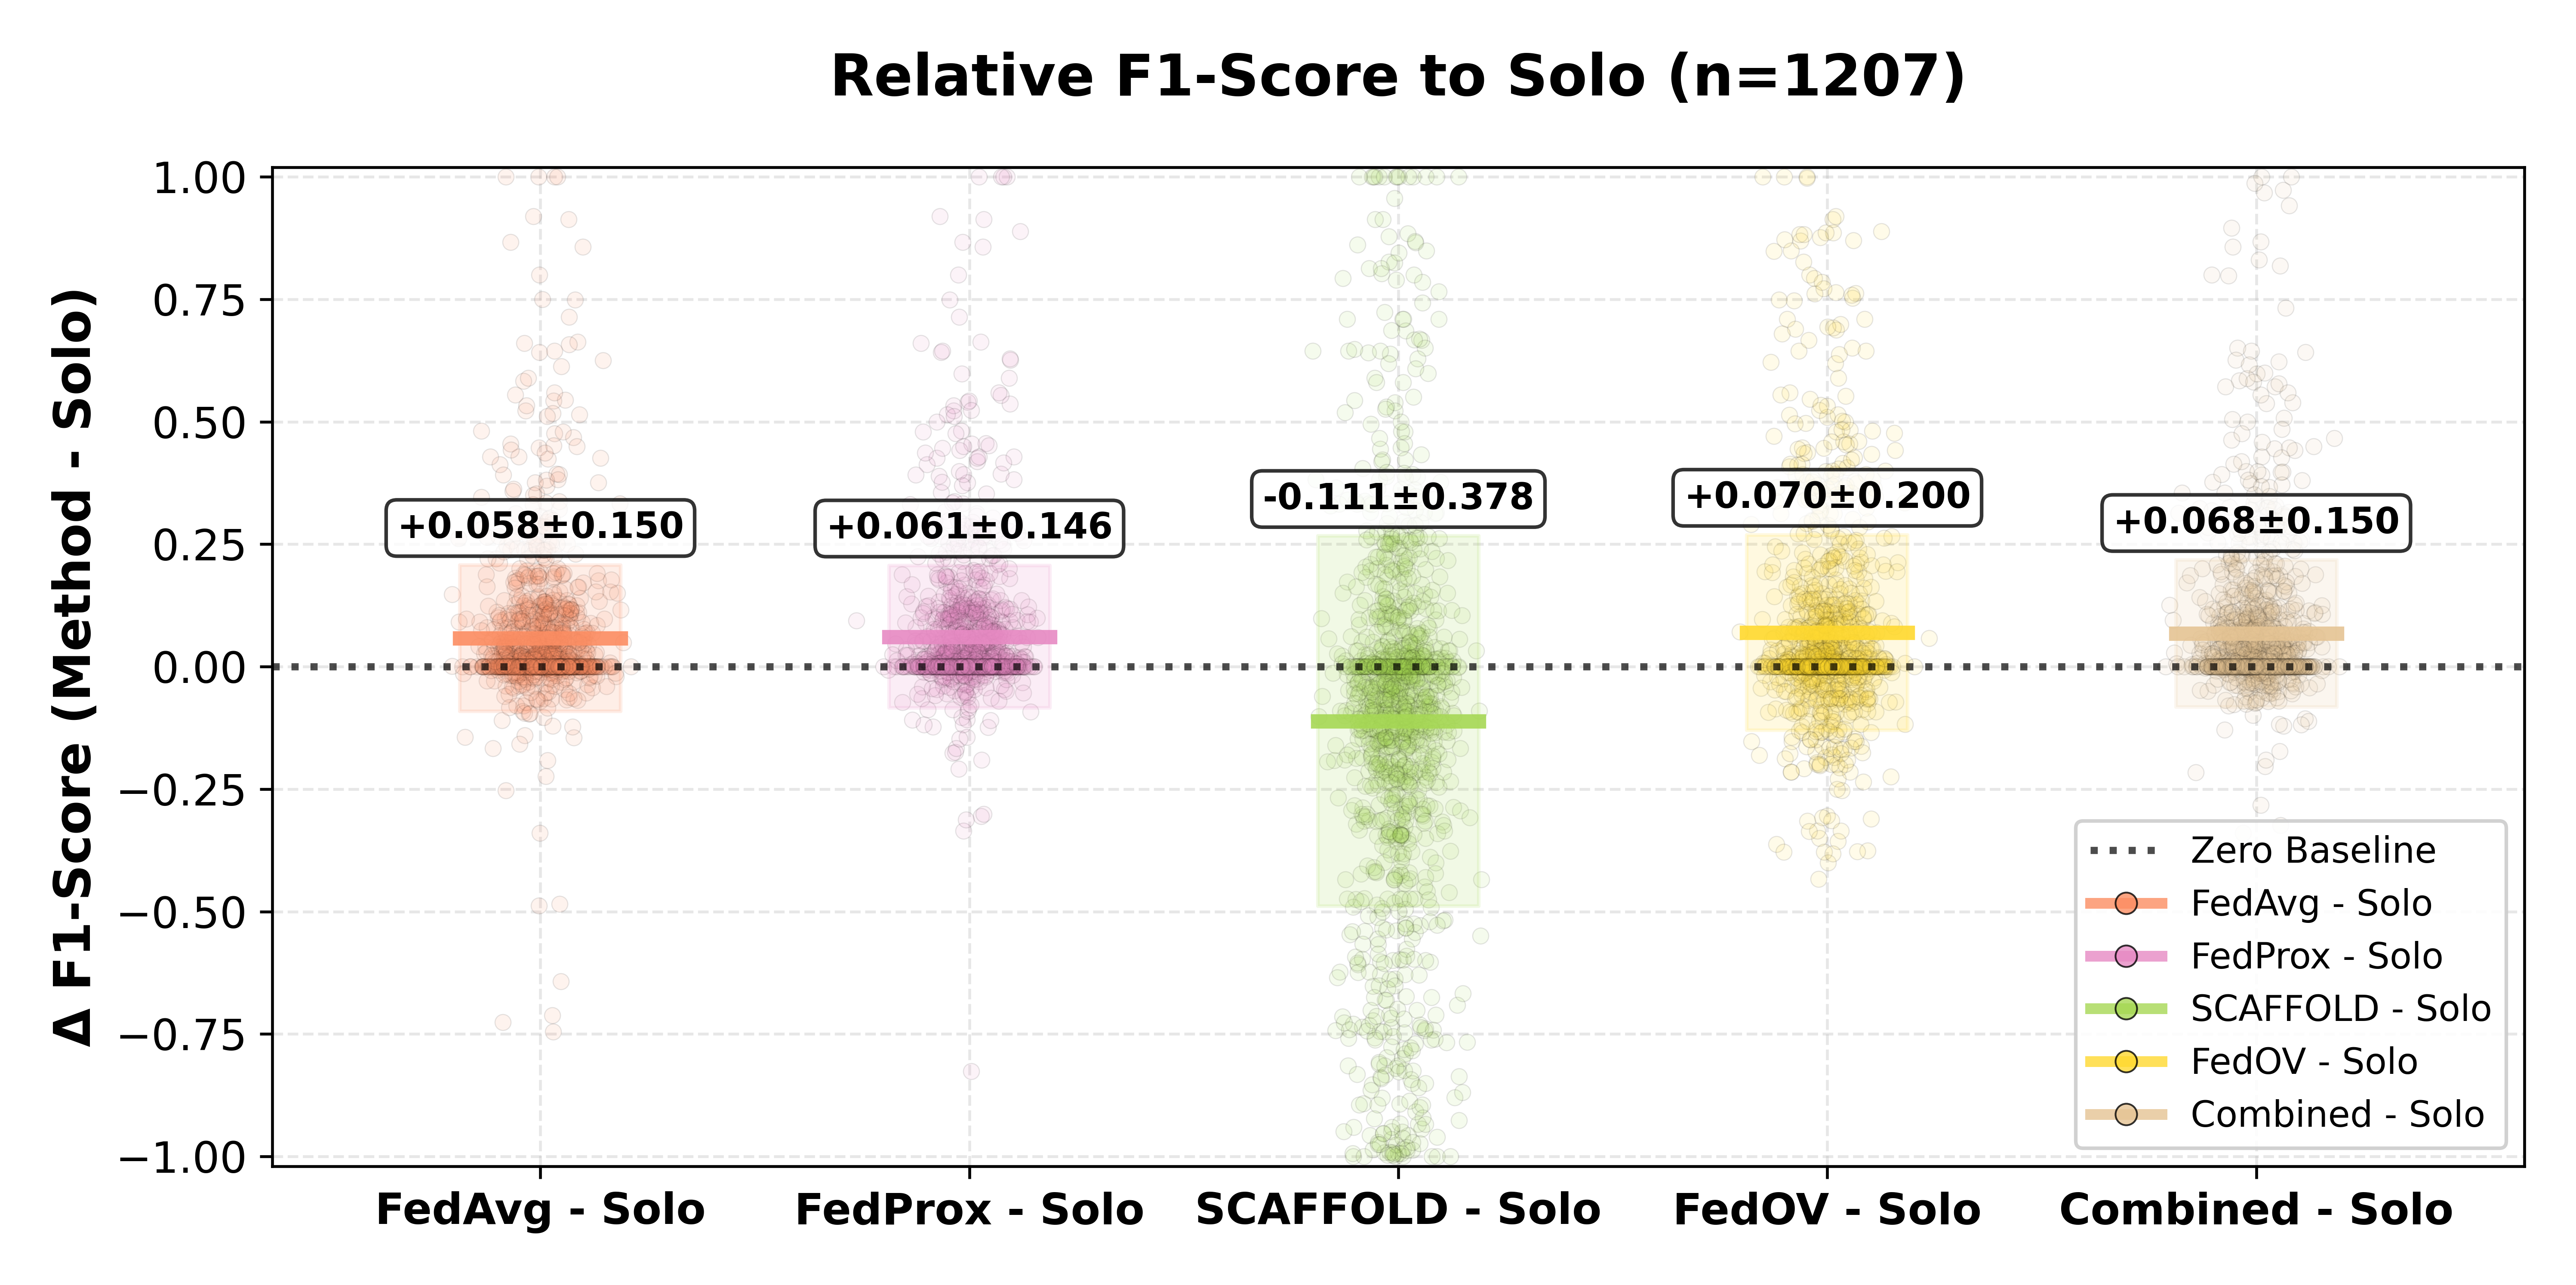 Relative F1-Score to Solo (n=1207)
Δ F1-Score (Method - Solo)
1.00
0.75
0.50
0.25
0.00
−0.25
−0.50
−0.75
−1.00
+0.058±0.150
+0.061±0.146
-0.111±0.378
+0.070±0.200
+0.068±0.150
Zero Baseline
FedAvg - Solo
FedProx - Solo
SCAFFOLD - Solo
FedOV - Solo
Combined - Solo
FedAvg - Solo
FedProx - Solo
SCAFFOLD - Solo
FedOV - Solo
Combined - Solo